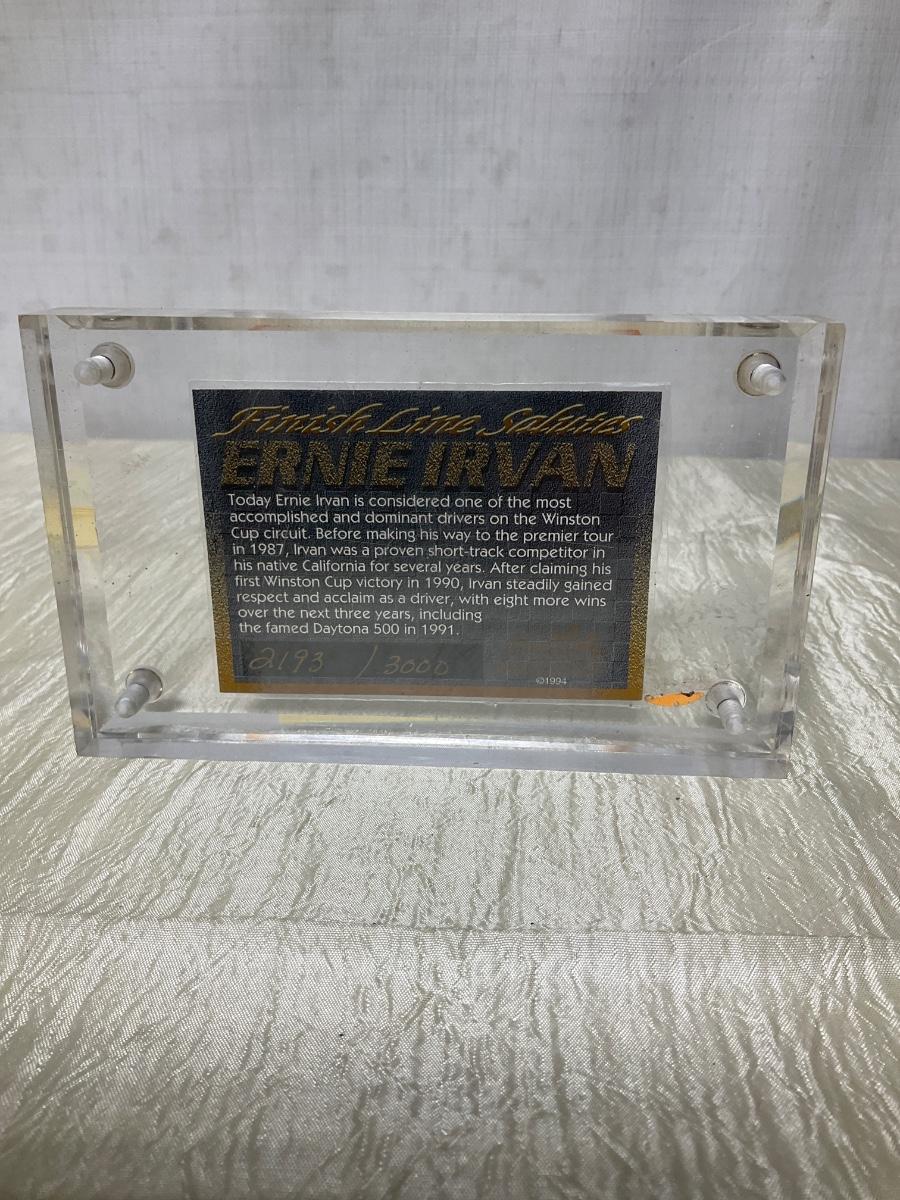 Finish Line Salutes
ERNIE IRVAN
Today Ernie Irvan is considered one of the most
accomplished and dominant drivers on the Winston
Cup circuit. Before making his way to the premier tour
in 1987, Irvan was a proven short-track competitor in
his native California for several years. After claiming his
first Winston Cup victory in 1990, Irvan steadily gained
respect and acclaim as a driver, with eight more wins
over the next three years, including
the famed Daytona 500 in 1991.
2193 / 3000
©1994